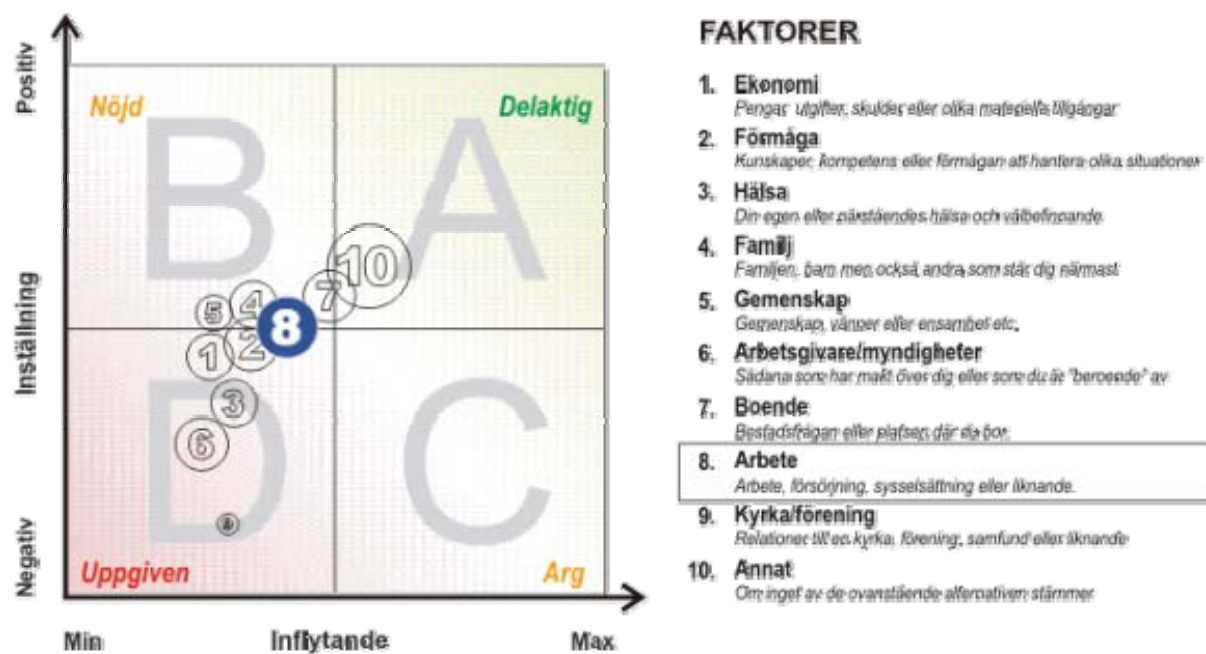 Positiv
Inställning
Negativ
Nöjd
Delaktig
B
A
10
7
5
4
8
1
2
3
6
D
C
9
Uppgiven
Arg
Min
Inflytande
Max
FAKTORER
1. Ekonomi
Pengar, utgifter, skulder eller olika materiella tillgångar
2. Förmåga
Kunskaper, kompetens eller förmågan att hantera olika situationer
3. Hälsa
Din egen eller närståendes hälsa och välbefinnande
4. Familj
Familjen, barn men också andra som står dig närmast
5. Gemenskap
Gemenskap, vänner eller ensamhet etc.
6. Arbetsgivare/myndigheter
Sådana som har makt över dig eller som du är "beroende" av
7. Boende
Bostadsfrågan eller platsen där du bor.
8. Arbete
Arbete, försörjning, sysselsättning eller liknande.
9. Kyrka/förening
Relationer till en kyrka, förening, samfund eller liknande
10. Annat
Om inget av de ovanstående alternativen stämmer